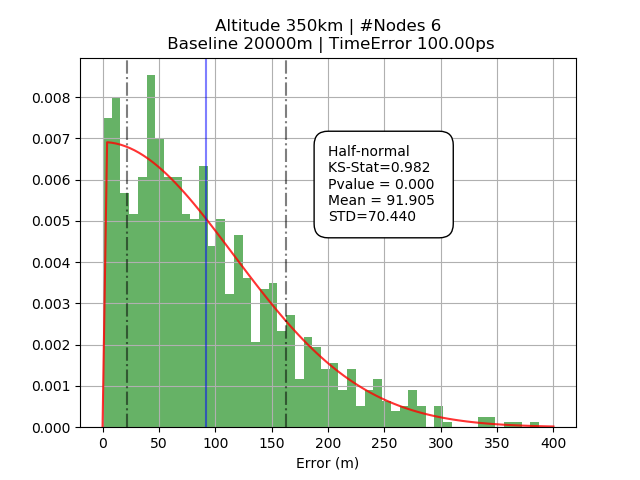 Altitude 350km | #Nodes 6
Baseline 20000m | TimeError 100.00ps
0.008
0.007
0.006
0.005
0.004
0.003
0.002
0.001
0.000
Half-normal
KS-Stat=0.982
Pvalue = 0.000
Mean = 91.905
STD=70.440
0 50 100 150 200 250 300 350 400
Error (m)